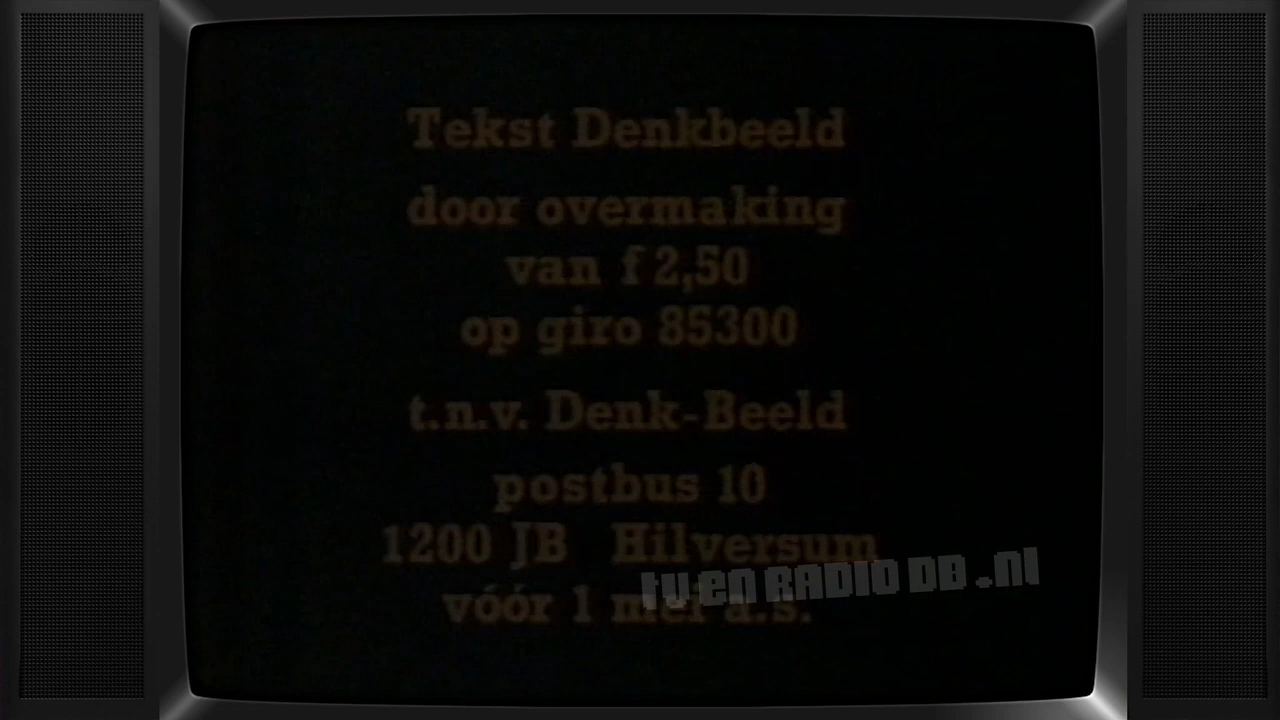 Tekst Denkbeeld
door overmaking
van f 2,50
op giro 85300
t.n.v. Denk-Beeld
postbus 10
1200 JB Hilversum
vóór 1 mei a.s.
tv en RADIO DB .nl